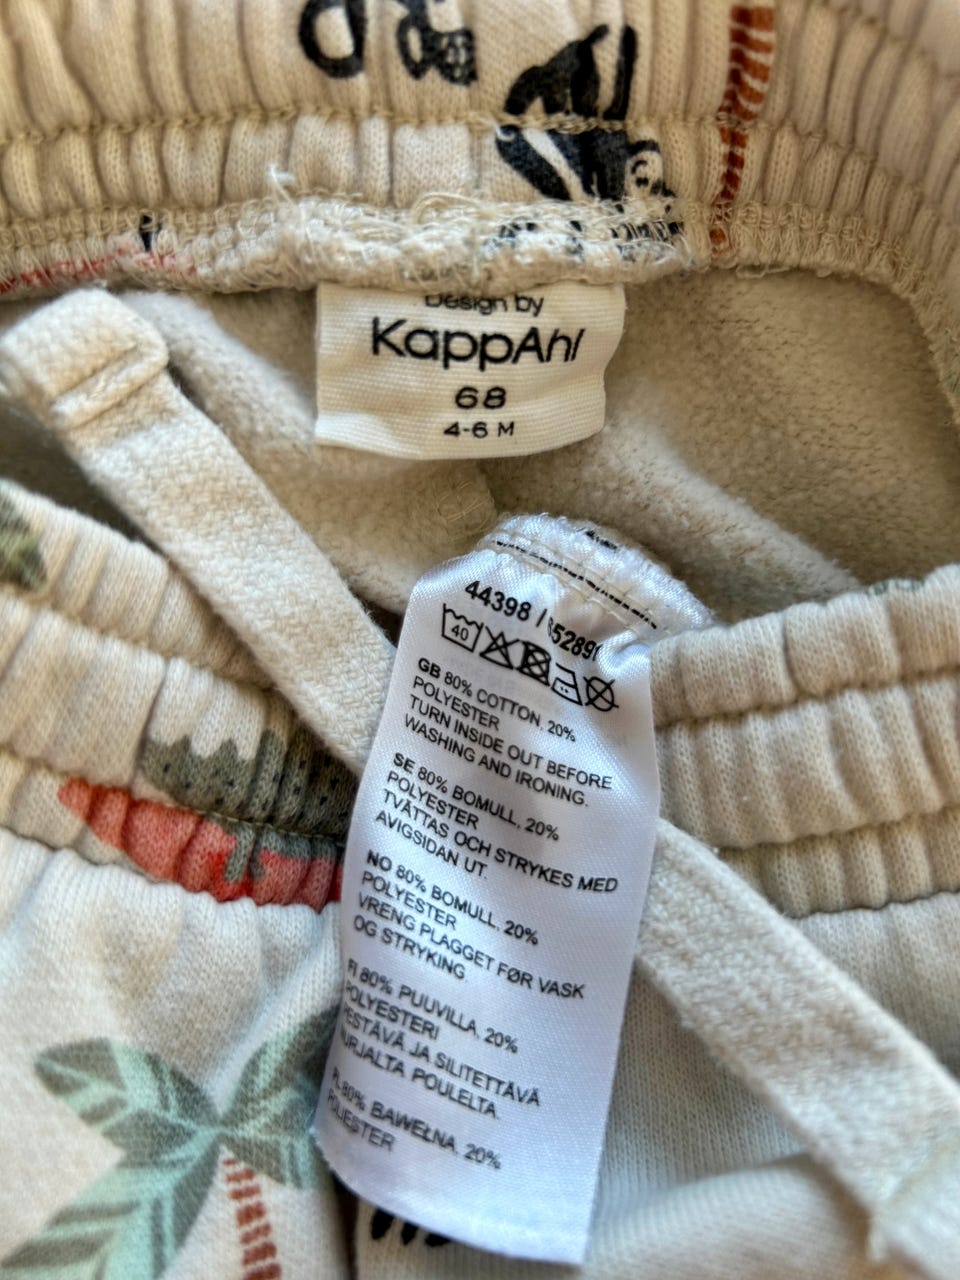 Design by
KappAhl
68
4-6 M
44398 /
40
GB 80% COTTON, 20%
POLYESTER
TURN INSIDE OUT BEFORE
WASHING AND IRONING.
SE 80% BOMULL, 20%
POLYESTER
TVÄTTAS OCH STRYKES MED
AVIGSIDAN UT.
NO 80% BOMULL, 20%
POLYESTER
VRENG PLAGGET FØR VASK
OG STRYKING.
FI 80% PUUVILLA, 20%
POLYESTERI
PESTÄVÄ JA SILITETTÄVÄ
NURJALTA POULELTA.
PL 80% BAWEŁNA, 20%
POLIESTER